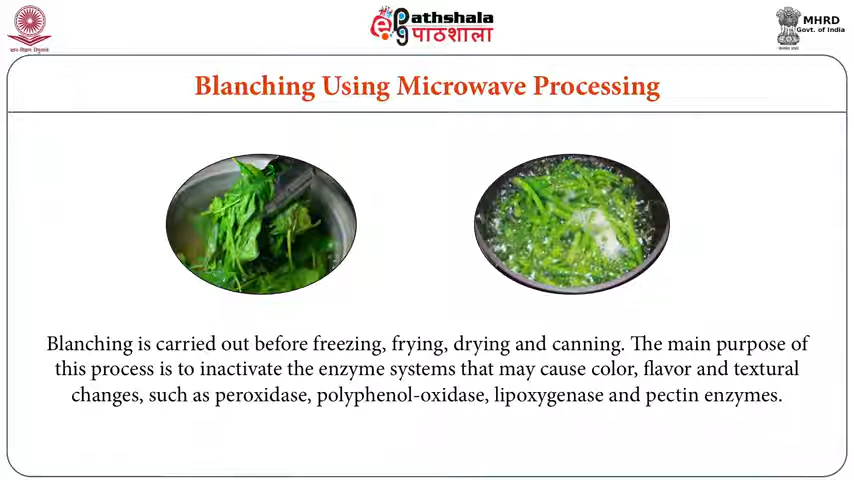 ePathshala
पाठशाला
MHRD
Govt. of India
Blanching Using Microwave Processing
Blanching is carried out before freezing, frying, drying and canning. The main purpose of
this process is to inactivate the enzyme systems that may cause color, flavor and textural
changes, such as peroxidase, polyphenol-oxidase, lipoxygenase and pectin enzymes.